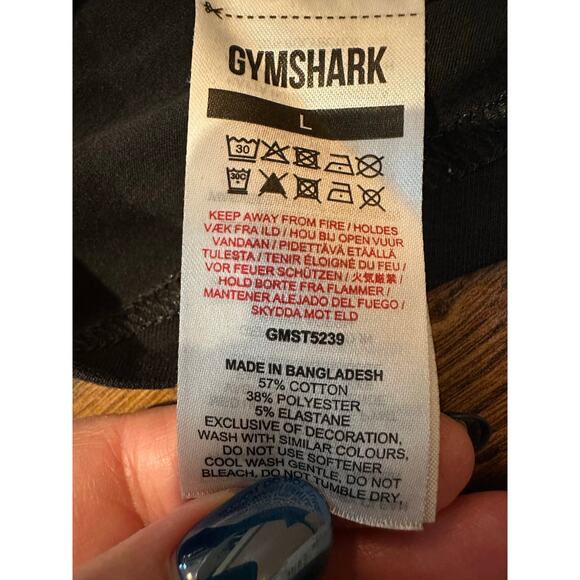 GYMSHARK
L
30
30C
KEEP AWAY FROM FIRE / HOLDES
VÆK FRA ILD / HOU BIJ OPEN VUUR
VANDAAN / PIDETTÄVÄ ETÄÄLLÄ
TULESTA / TENIR ÉLOIGNÉ DU FEU /
VOR FEUER SCHÜTZEN / 火気厳禁 /
HOLD BORTE FRA FLAMMER /
MANTENER ALEJADO DEL FUEGO /
SKYDDA MOT ELD
GMST5239
MADE IN BANGLADESH
57% COTTON
38% POLYESTER
5% ELASTANE
EXCLUSIVE OF DECORATION.
WASH WITH SIMILAR COLOURS,
DO NOT USE SOFTENER
COOL WASH GENTLE, DO NOT
BLEACH, DO NOT TUMBLE DRY,